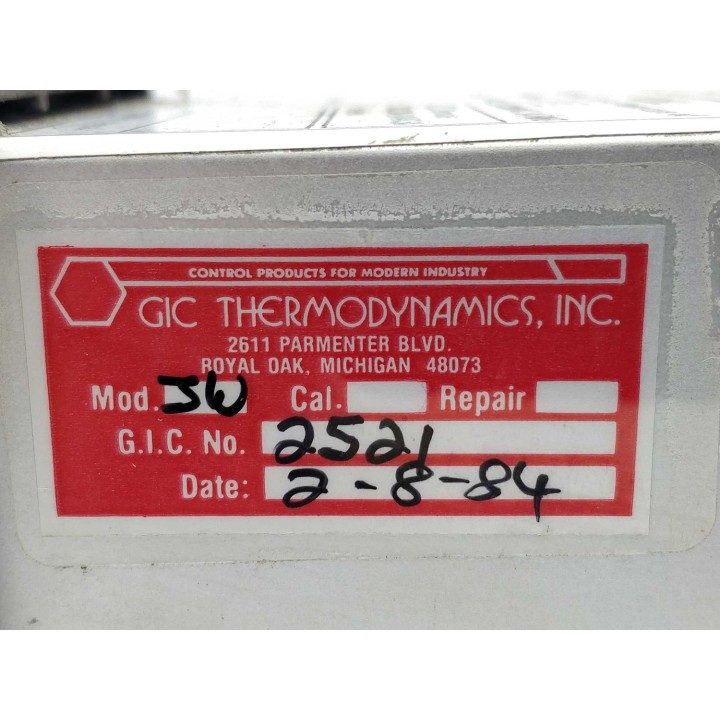 CONTROL PRODUCTS FOR MODERN INDUSTRY
GIC THERMODYNAMICS, INC.
2611 PARMENTER BLVD.
ROYAL OAK, MICHIGAN 48073
Mod. JW Cal. Repair
G.I.C. No. 2521
Date: 2-8-84